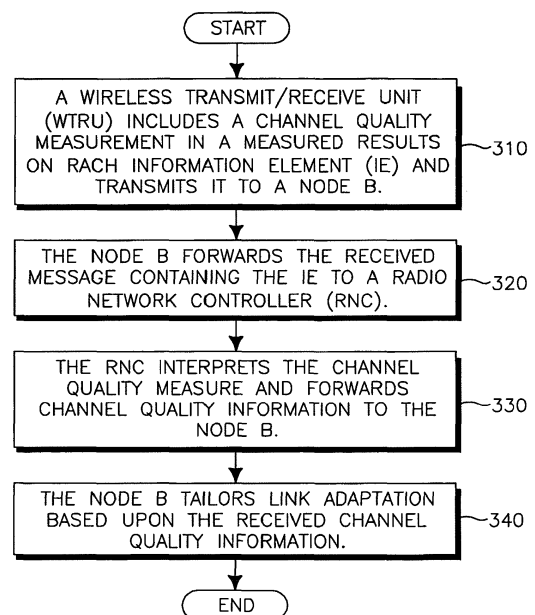 START
A WIRELESS TRANSMIT/RECEIVE UNIT
(WTRU) INCLUDES A CHANNEL QUALITY
MEASUREMENT IN A MEASURED RESULTS
ON RACH INFORMATION ELEMENT (IE) AND
TRANSMITS IT TO A NODE B.
310
THE NODE B FORWARDS THE RECEIVED
MESSAGE CONTAINING THE IE TO A RADIO
NETWORK CONTROLLER (RNC).
320
THE RNC INTERPRETS THE CHANNEL
QUALITY MEASURE AND FORWARDS
CHANNEL QUALITY INFORMATION TO THE
NODE B.
330
THE NODE B TAILORS LINK ADAPTATION
BASED UPON THE RECEIVED CHANNEL
QUALITY INFORMATION.
340
END